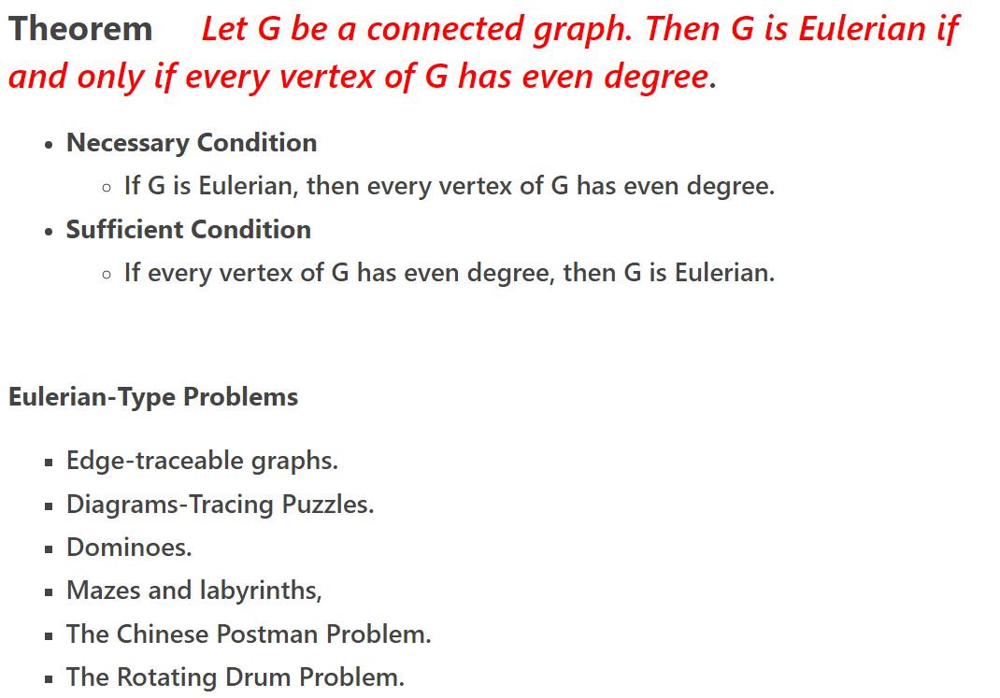 Theorem Let G be a connected graph. Then G is Eulerian if
and only if every vertex of G has even degree.
Necessary Condition
If G is Eulerian, then every vertex of G has even degree.
Sufficient Condition
If every vertex of G has even degree, then G is Eulerian.
Eulerian-Type Problems
Edge-traceable graphs.
Diagrams-Tracing Puzzles.
Dominoes.
Mazes and labyrinths,
The Chinese Postman Problem.
The Rotating Drum Problem.